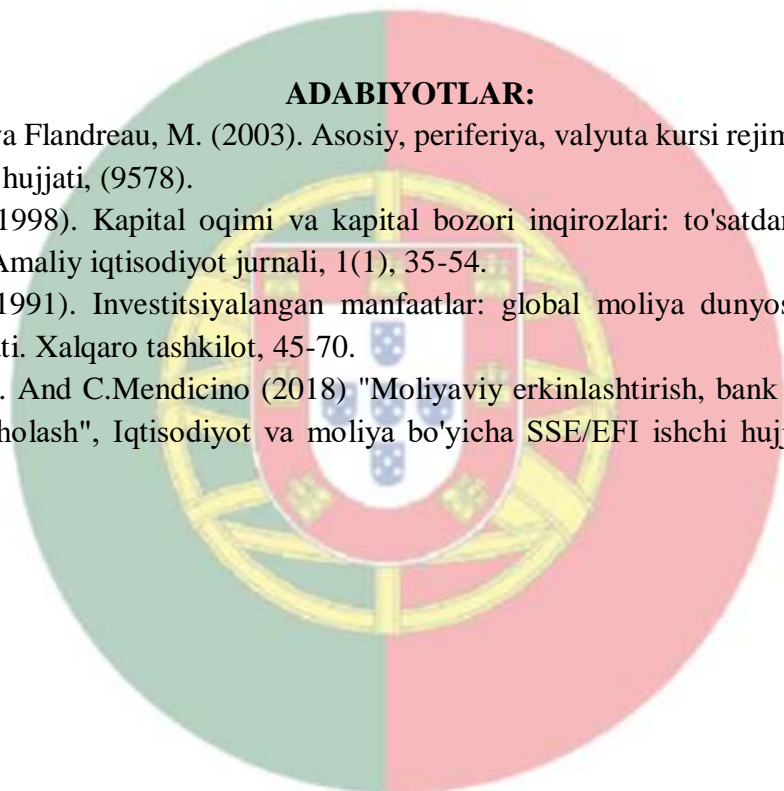 ADABIYOTLAR:
va Flandreau, M. (2003). Asosiy, periferiya, valyuta kursi rejim
hujjati, (9578).
1998). Kapital oqimi va kapital bozori inqirozlari: to'satdan
Amaliy iqtisodiyot jurnali, 1(1), 35-54.
1991). Investitsiyalangan manfaatlar: global moliya dunyos
ati. Xalqaro tashkilot, 45-70.
. And C.Mendicino (2018) "Moliyaviy erkinlashtirish, bank
holash", Iqtisodiyot va moliya bo'yicha SSE/EFI ishchi hujj